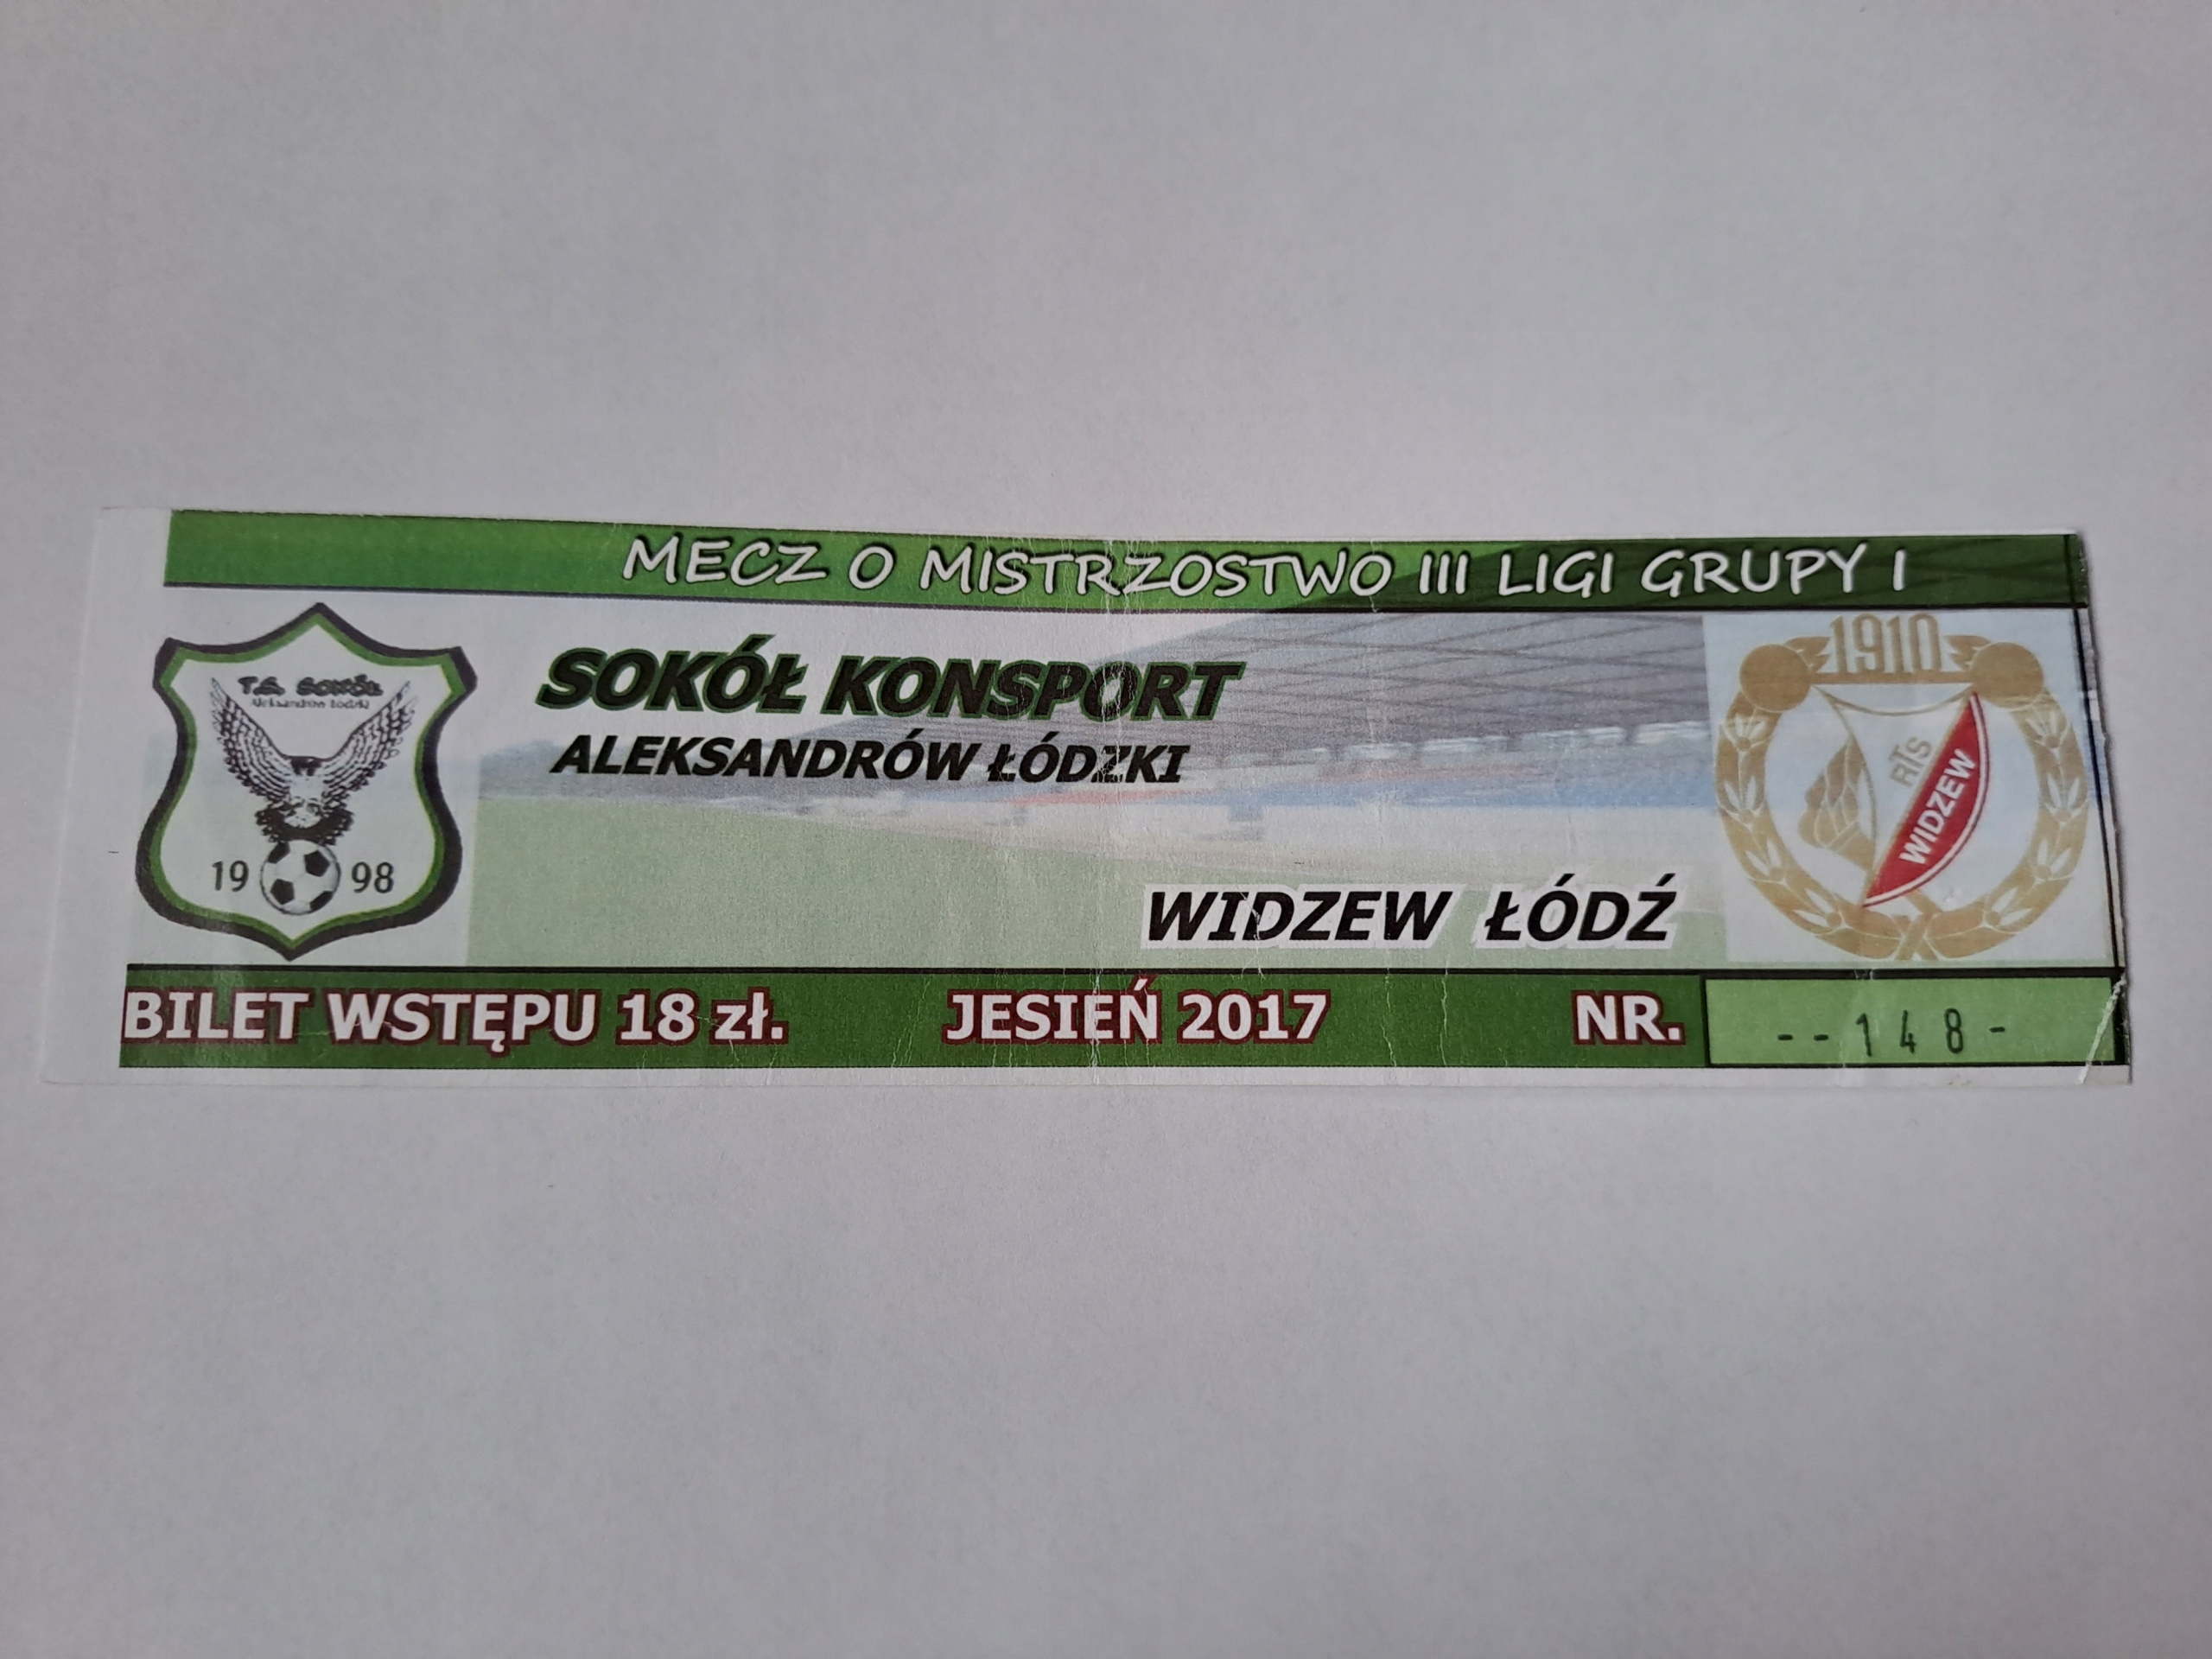 MECZ O MISTRZOSTWO III LIGI GRUPY I
T.S. SOKÓŁ
Aleksandrów Łódzki
19 98
SOKÓŁ KONSPORT
ALEKSANDRÓW ŁÓDZKI
1910
RTS
WIDZEW
WIDZEW ŁÓDŹ
BILET WSTĘPU 18 zł. JESIEŃ 2017 NR. --148-